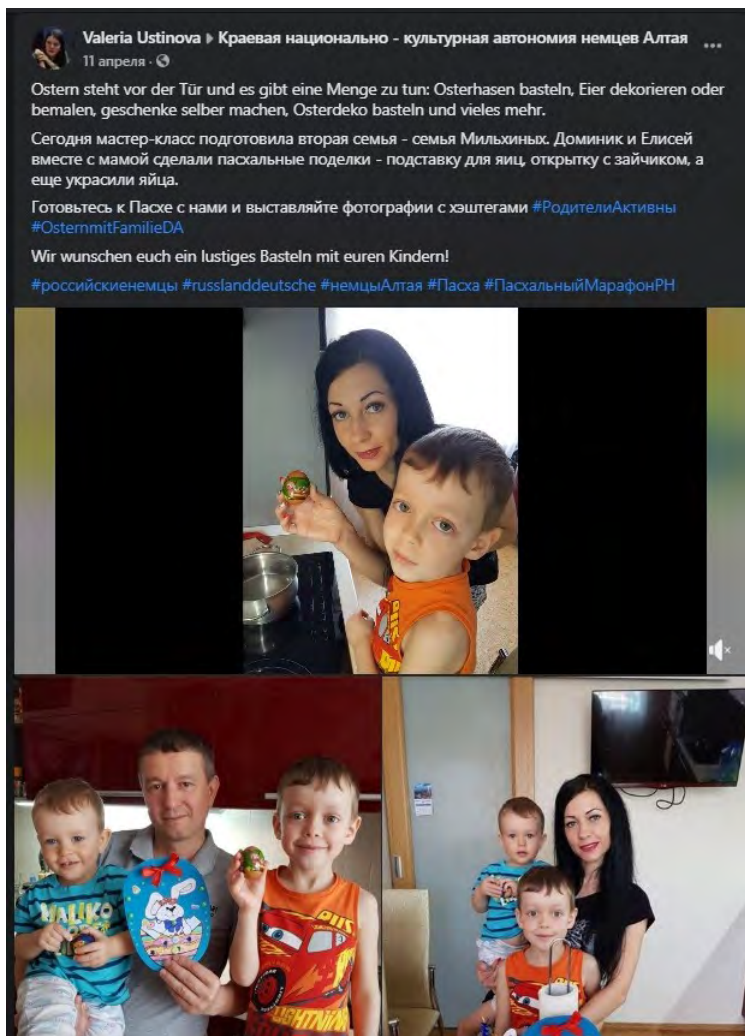 Valeria Ustinova ▸ Краевая национально - культурная автономия немцев Алтая ...
11 апреля ·
Ostern steht vor der Tür und es gibt eine Menge zu tun: Osterhasen basteln, Eier dekorieren oder
bemalen, geschenke selber machen, Osterdeko basteln und vieles mehr.
Сегодня мастер-класс подготовила вторая семья - семья Мильхиных. Доминик и Елисей
вместе с мамой сделали пасхальные поделки - подставку для яиц, открытку с зайчиком, а
еще украсили яйца.
Готовьтесь к Пасхе с нами и выставляйте фотографии с хэштегами #РодителиАктивны
#OsternmitFamilieDA
Wir wunschen euch ein lustiges Basteln mit euren Kindern!
#российскиенемцы #russlanddeutsche #немцыАлтая #Пасха #ПасхальныйМарафонРН